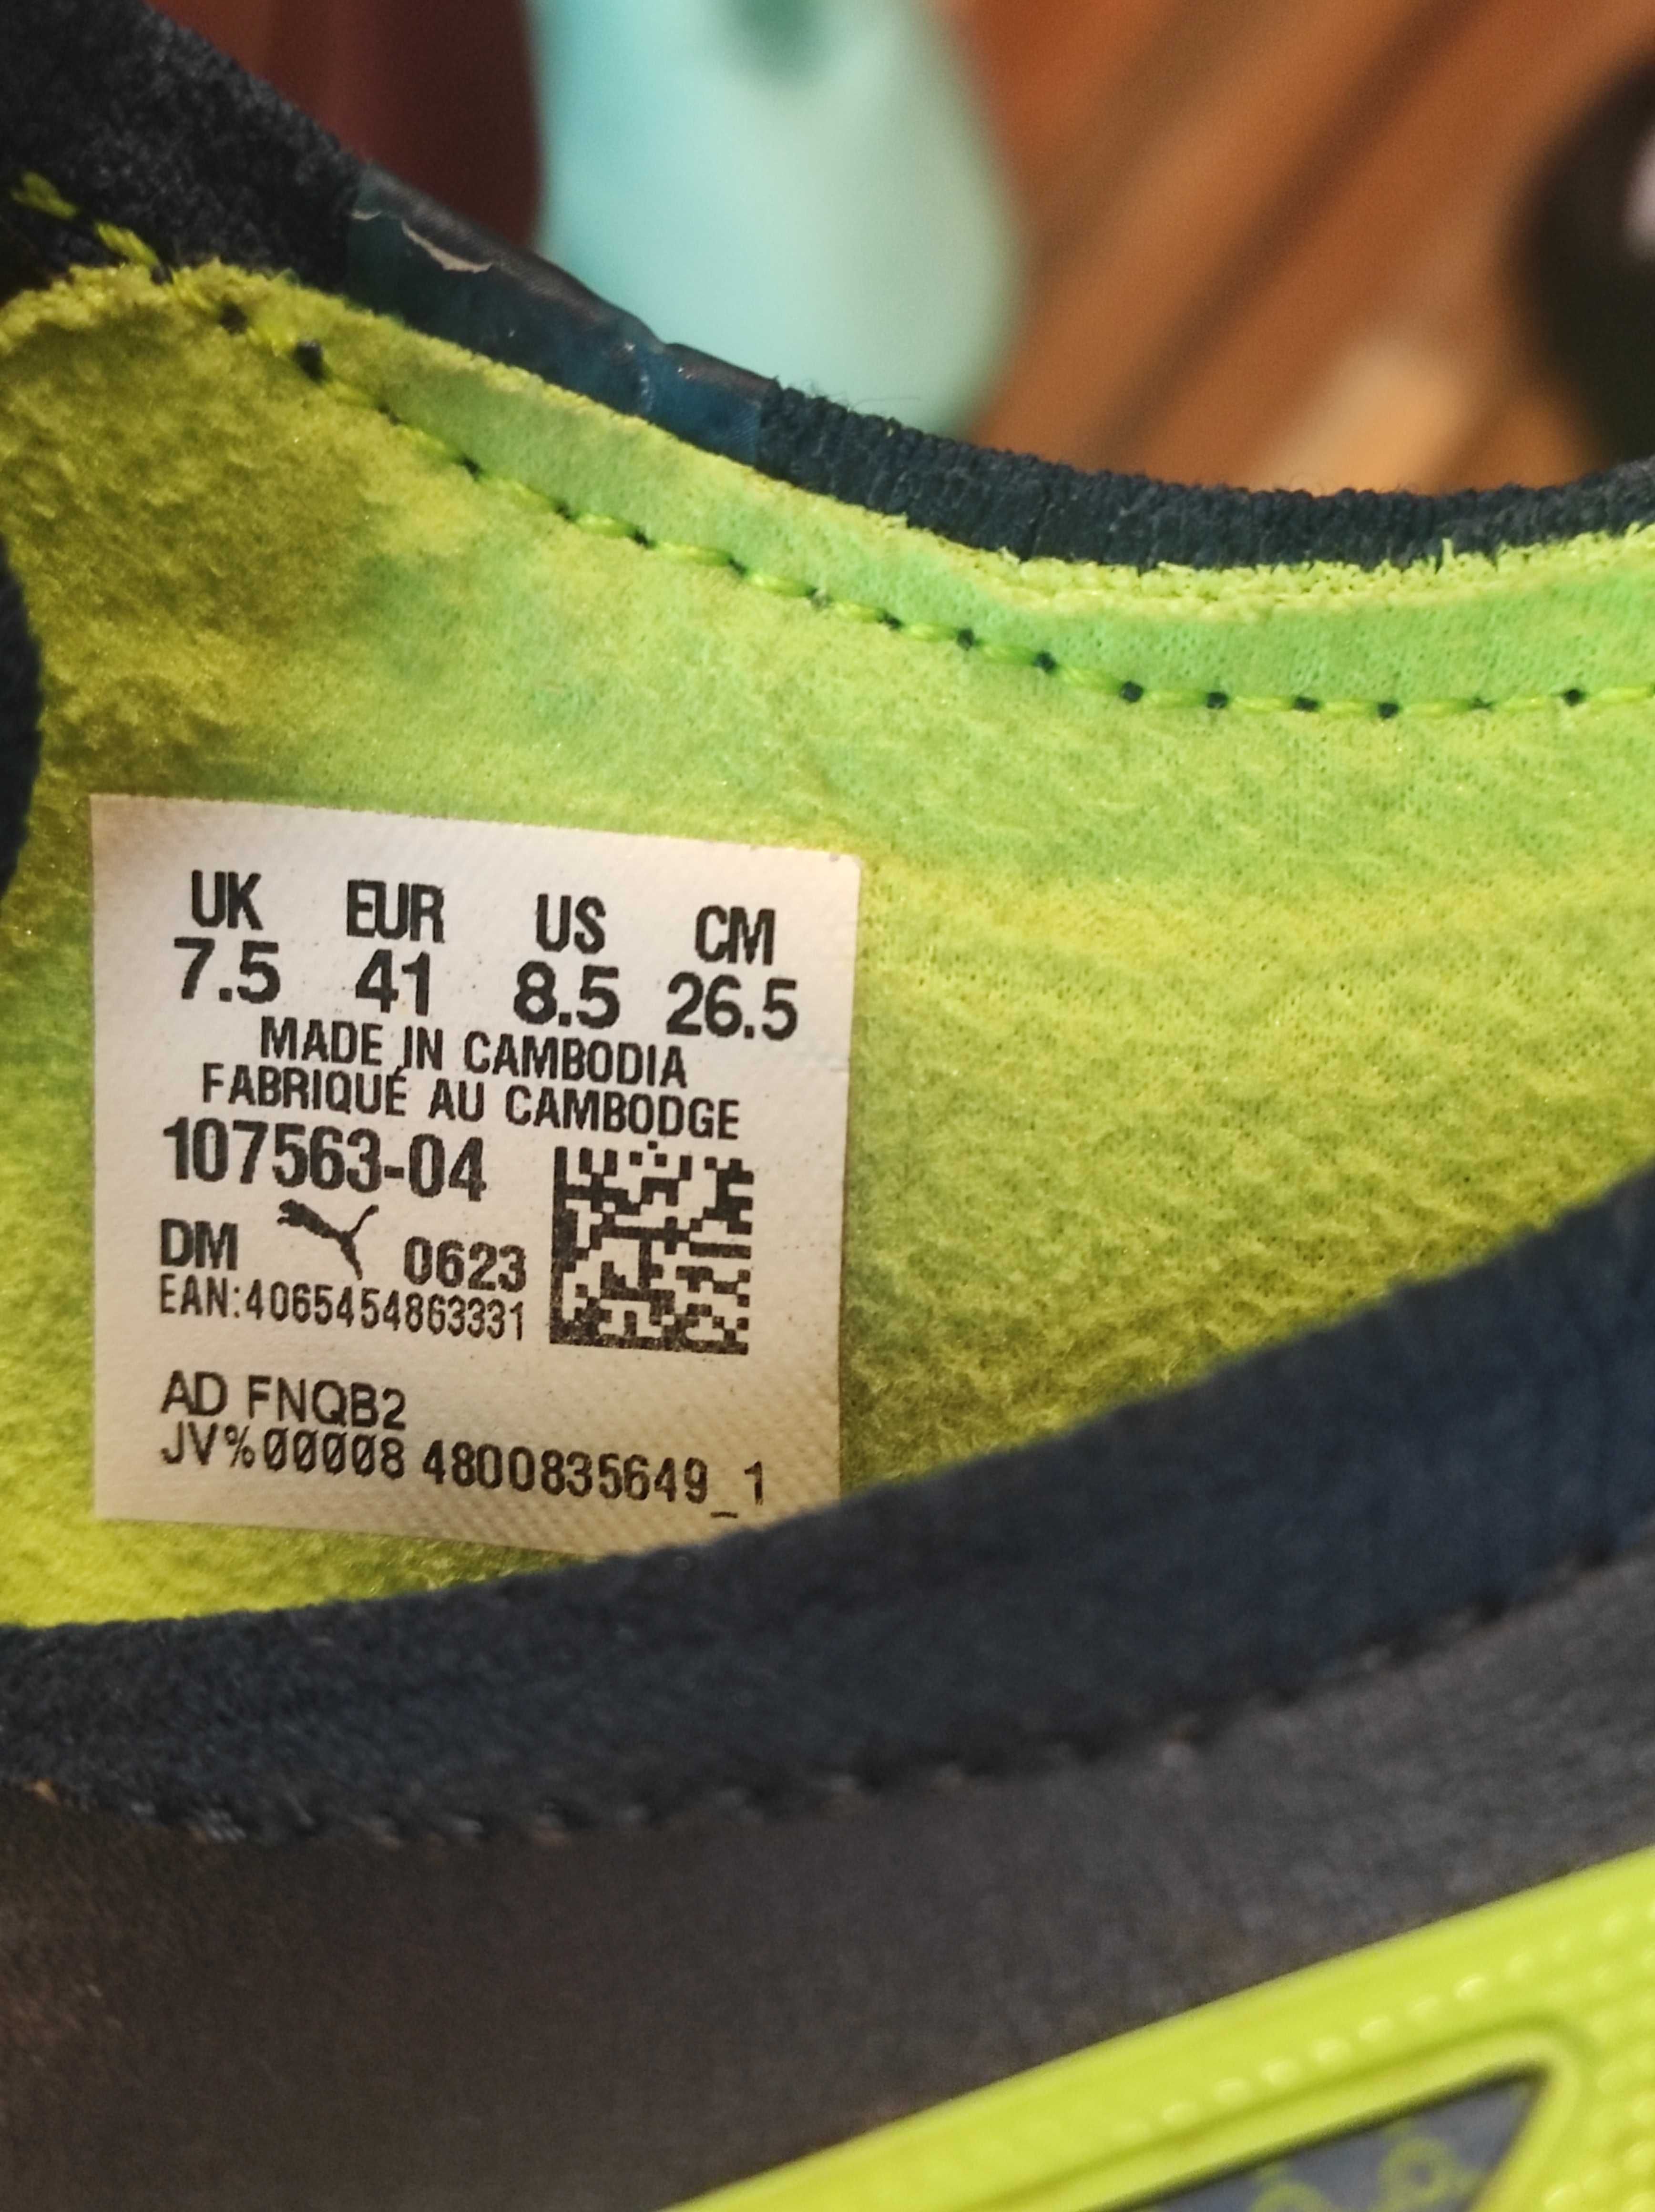 UK EUR US CM
7.5 41 8.5 26.5
MADE IN CAMBODIA
FABRIQUÉ AU CAMBODGE
107563-04
DM 0623
EAN:4065454863331
AD FNQB2
JV%00008 4800835649_1